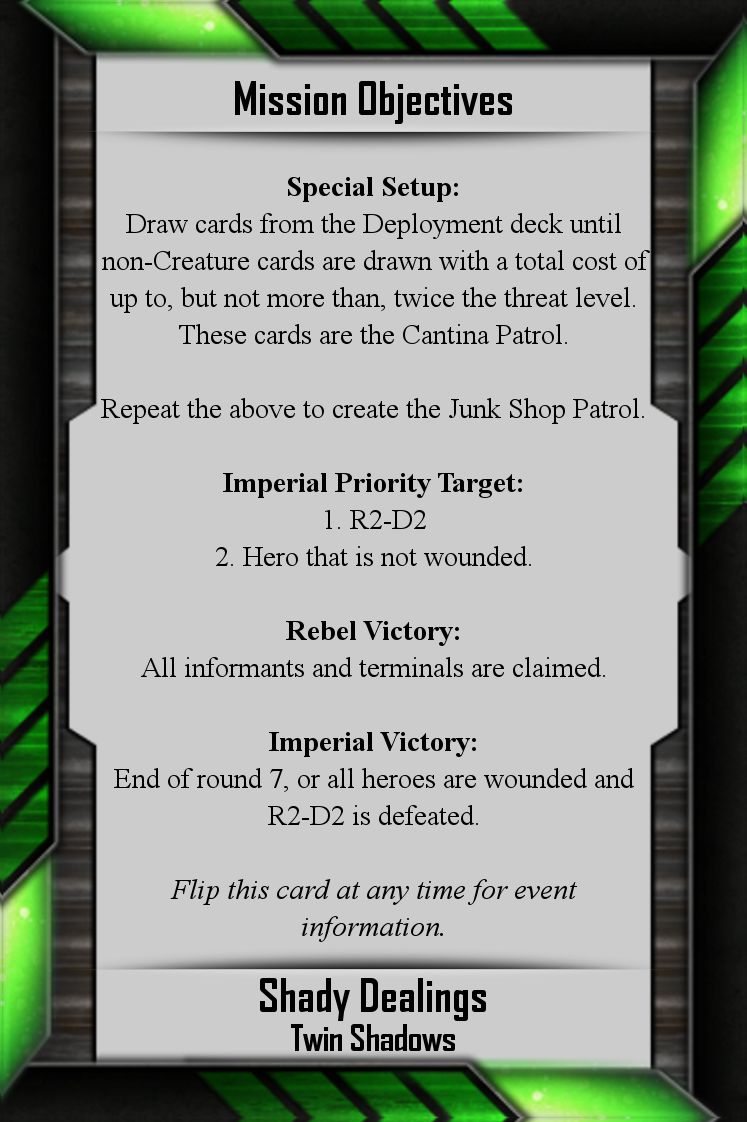 Mission Objectives
Special Setup:
Draw cards from the Deployment deck until
non-Creature cards are drawn with a total cost of
up to, but not more than, twice the threat level.
These cards are the Cantina Patrol.
Repeat the above to create the Junk Shop Patrol.
Imperial Priority Target:
1. R2-D2
2. Hero that is not wounded.
Rebel Victory:
All informants and terminals are claimed.
Imperial Victory:
End of round 7, or all heroes are wounded and
R2-D2 is defeated.
Flip this card at any time for event
information.
Shady Dealings
Twin Shadows